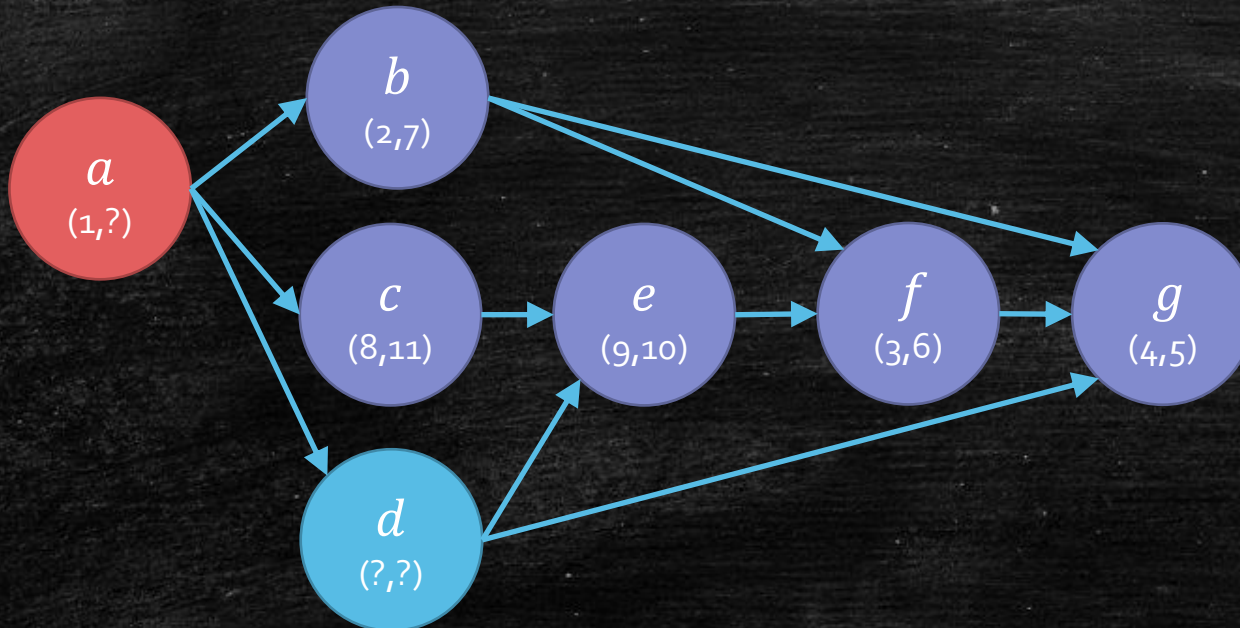 a
(1,?)
b
(2,7)
c
(8,11)
d
(?,?)
e
(9,10)
f
(3,6)
g
(4,5)